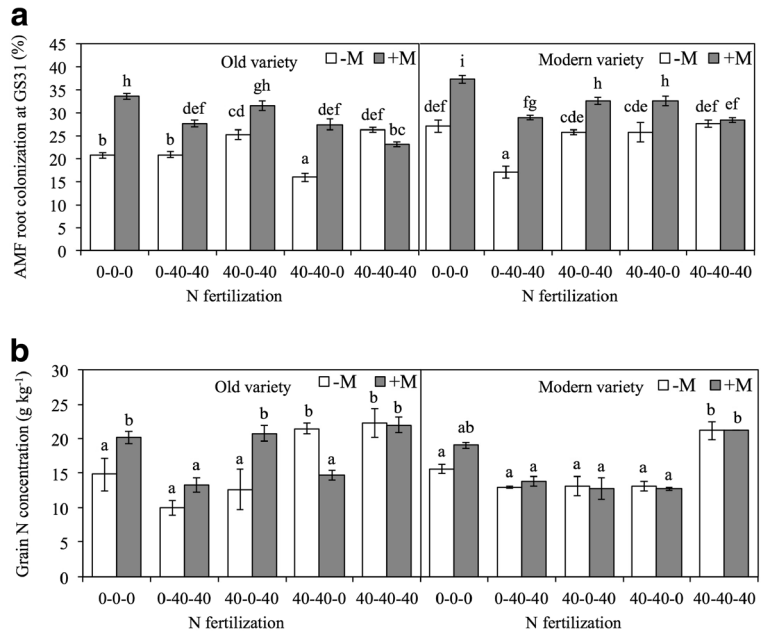 a
AMF root colonization at GS31 (%)
45
40
35
30
25
20
15
10
5
0
Old variety -M +M
Modern variety -M +M
b h b def cd gh a def def bc
def i a fg cde h cde h def ef
0-0-0 0-40-40 40-0-40 40-40-0 40-40-40 0-0-0 0-40-40 40-0-40 40-40-0 40-40-40
N fertilization N fertilization
b
Grain N concentration (g kg⁻¹)
30
25
20
15
10
5
0
Old variety -M +M
Modern variety -M +M
a b a a a b b a b b
a ab a a a a a a b b
0-0-0 0-40-40 40-0-40 40-40-0 40-40-40 0-0-0 0-40-40 40-0-40 40-40-0 40-40-40
N fertilization N fertilization